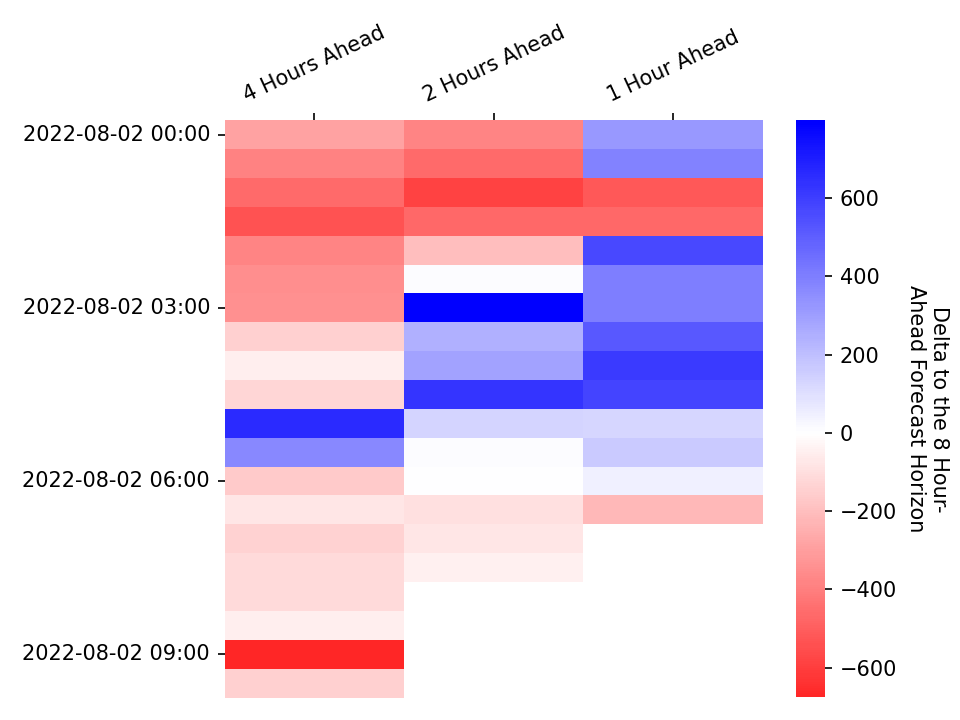 4 Hours Ahead
2 Hours Ahead
1 Hour Ahead
2022-08-02 00:00
2022-08-02 03:00
2022-08-02 06:00
2022-08-02 09:00
600
400
200
0
−200
−400
−600
Delta to the 8 Hour-
Ahead Forecast Horizon